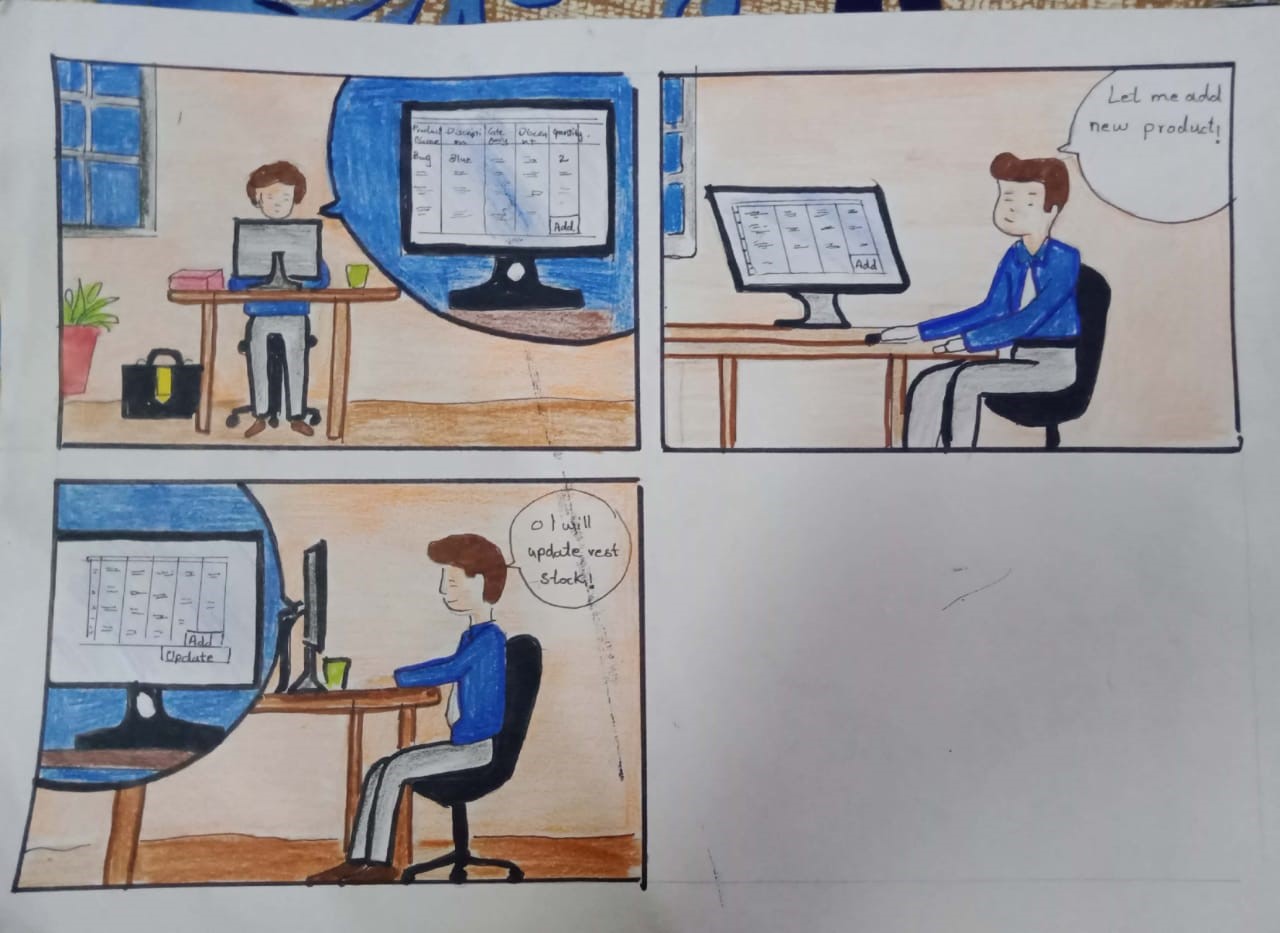 Product Discripti Cate Discou Quantity.
Name on gory nt
Bag Blue 2
Add
Let me add
new product!
Add
O I will
update rest
stock!
Add
Update